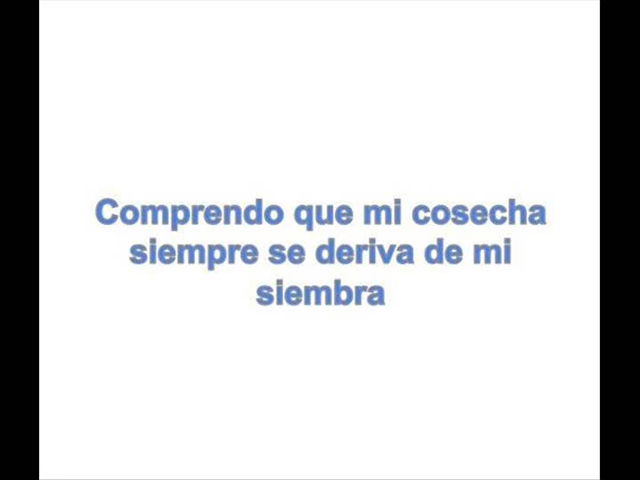 Comprendo que mi cosecha
siempre se deriva de mi
siembra